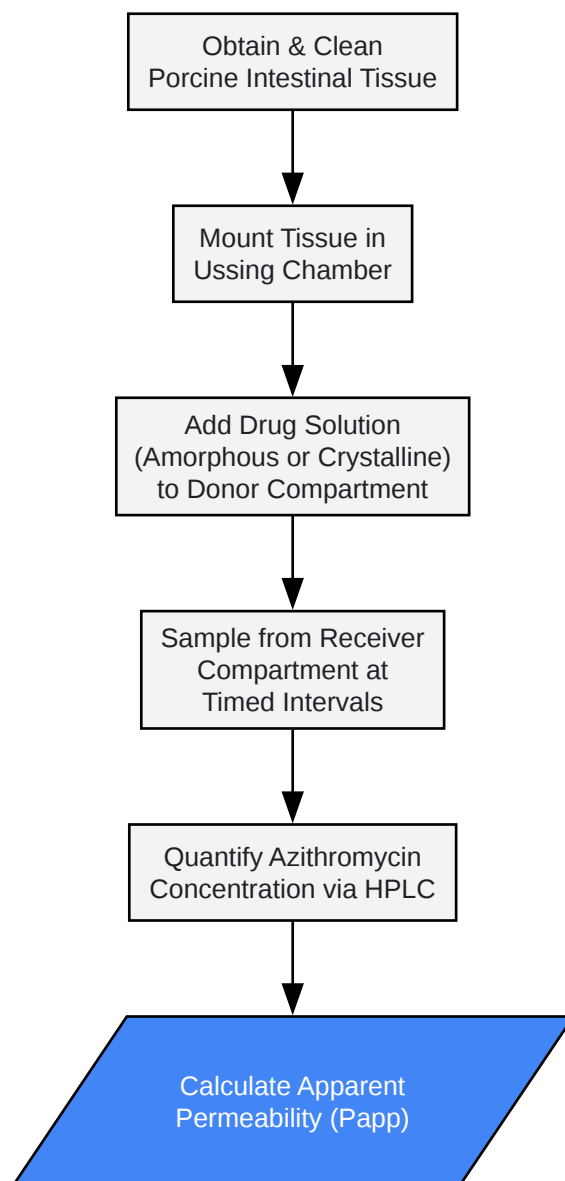 Obtain & Clean
Porcine Intestinal Tissue
Mount Tissue in
Ussing Chamber
Add Drug Solution
(Amorphous or Crystalline)
to Donor Compartment
Sample from Receiver
Compartment at
Timed Intervals
Quantify Azithromycin
Concentration via HPLC
Calculate Apparent
Permeability (Papp)